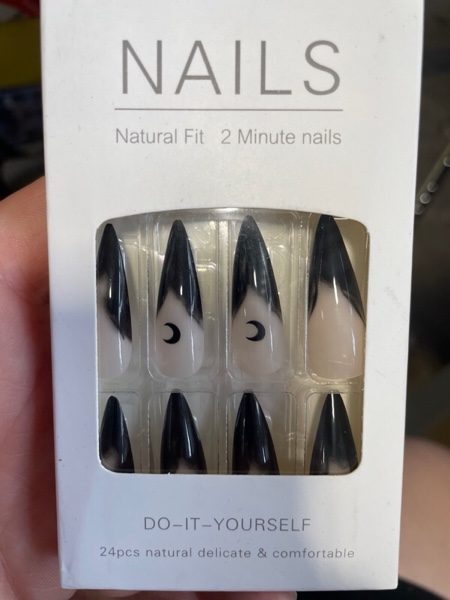 NAILS
Natural Fit 2 Minute nails
DO-IT-YOURSELF
24pcs natural delicate & comfortable